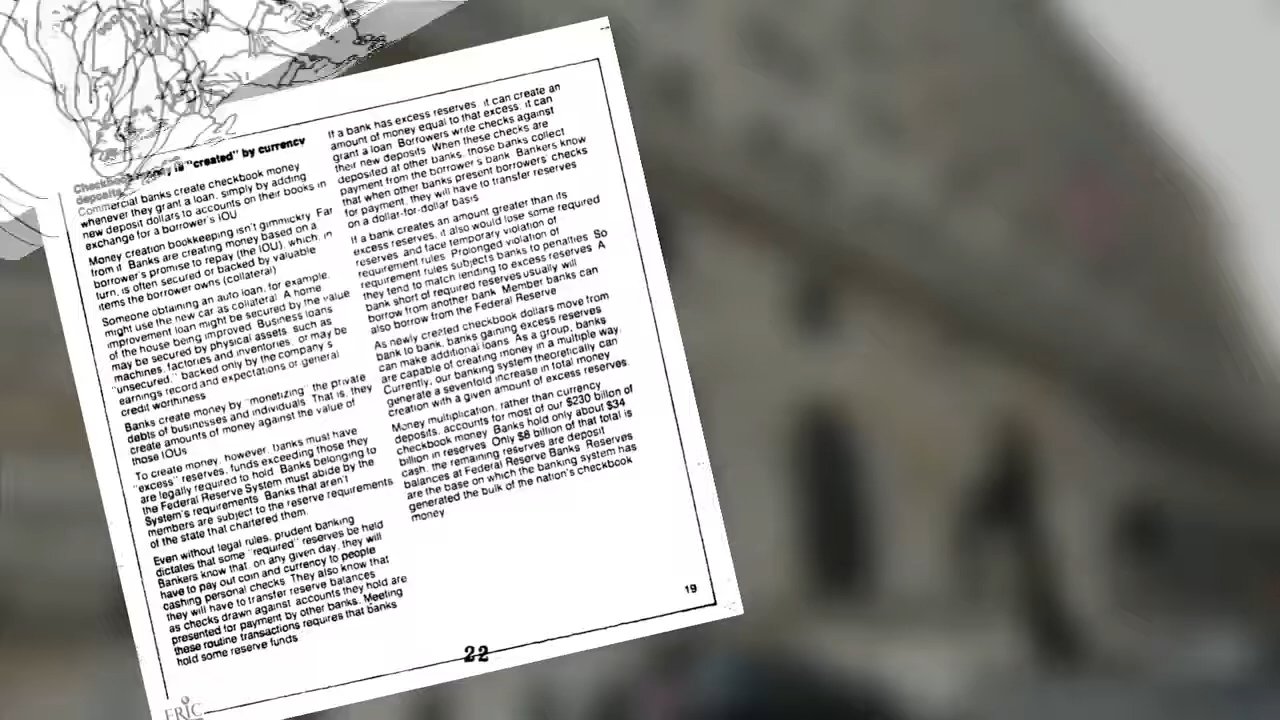 Checkbook money is "created" by currency
deposits
Commercial banks create checkbook money
whenever they grant a loan, simply by adding
new deposit dollars to accounts on their books in
exchange for a borrower's IOU
Money creation bookkeeping isn't gimmickry. Far
from it. Banks are creating money based on a
borrower's promise to repay (the IOU), which, in
turn, is often secured or backed by valuable
items the borrower owns (collateral)
Someone obtaining an auto loan, for example,
might use the new car as collateral. A home
improvement loan might be secured by the value
of the house being improved. Business loans
may be secured by physical assets, such as
machines, factories and inventories, or may be
"unsecured," backed only by the company's
earnings record and expectations or general
credit worthiness
Banks create money by "monetizing" the private
debts of businesses and individuals. That is, they
create amounts of money against the value of
those IOUs
To create money, however, banks must have
"excess" reserves, funds exceeding those they
are legally required to hold. Banks belonging to
the Federal Reserve System must abide by the
System's requirements. Banks that aren't
members are subject to the reserve requirements
of the state that chartered them.
Even without legal rules, prudent banking
dictates that some "required" reserves be held
Bankers know that, on any given day, they will
have to pay out coin and currency to people
cashing personal checks. They also know that
they will have to transfer reserve balances
as checks drawn against accounts they hold are
presented for payment by other banks. Meeting
these routine transactions requires that banks
hold some reserve funds
If a bank has excess reserves, it can create an
amount of money equal to that excess; it can
grant a loan. Borrowers write checks against
their new deposits. When these checks are
deposited at other banks, those banks collect
payment from the borrower's bank. Bankers know
that when other banks present borrowers' checks
for payment, they will have to transfer reserves
on a dollar-for-dollar basis
If a bank creates an amount greater than its
excess reserves, it also would lose some required
reserves, and face temporary violation of
requirement rules. Prolonged violation of
requirement rules subjects banks to penalties. So
they tend to match lending to excess reserves. A
bank short of required reserves usually will
borrow from another bank. Member banks can
also borrow from the Federal Reserve
As newly created checkbook dollars move from
bank to bank, banks gaining excess reserves
can make additional loans. As a group, banks
are capable of creating money in a multiple way.
Currently, our banking system theoretically can
generate a sevenfold increase in total money
creation with a given amount of excess reserves.
Money multiplication, rather than currency
deposits, accounts for most of our $230 billon of
checkbook money. Banks hold only about $34
billion in reserves. Only $8 billion of that total is
cash, the remaining reserves are deposit
balances at Federal Reserve Banks. Reserves
are the base on which the banking system has
generated the bulk of the nation's checkbook
money
19
22
ERIC